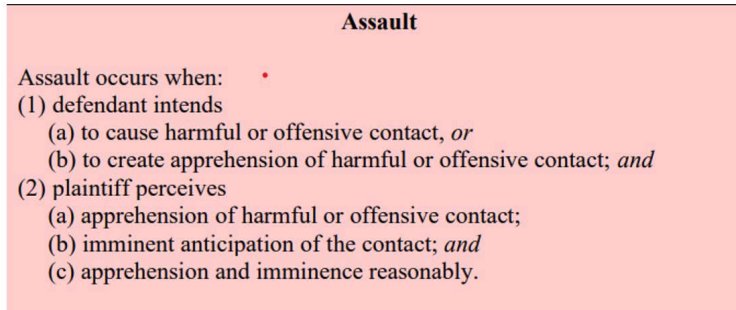 Assault
Assault occurs when:
(1) defendant intends
(a) to cause harmful or offensive contact, or
(b) to create apprehension of harmful or offensive contact; and
(2) plaintiff perceives
(a) apprehension of harmful or offensive contact;
(b) imminent anticipation of the contact; and
(c) apprehension and imminence reasonably.